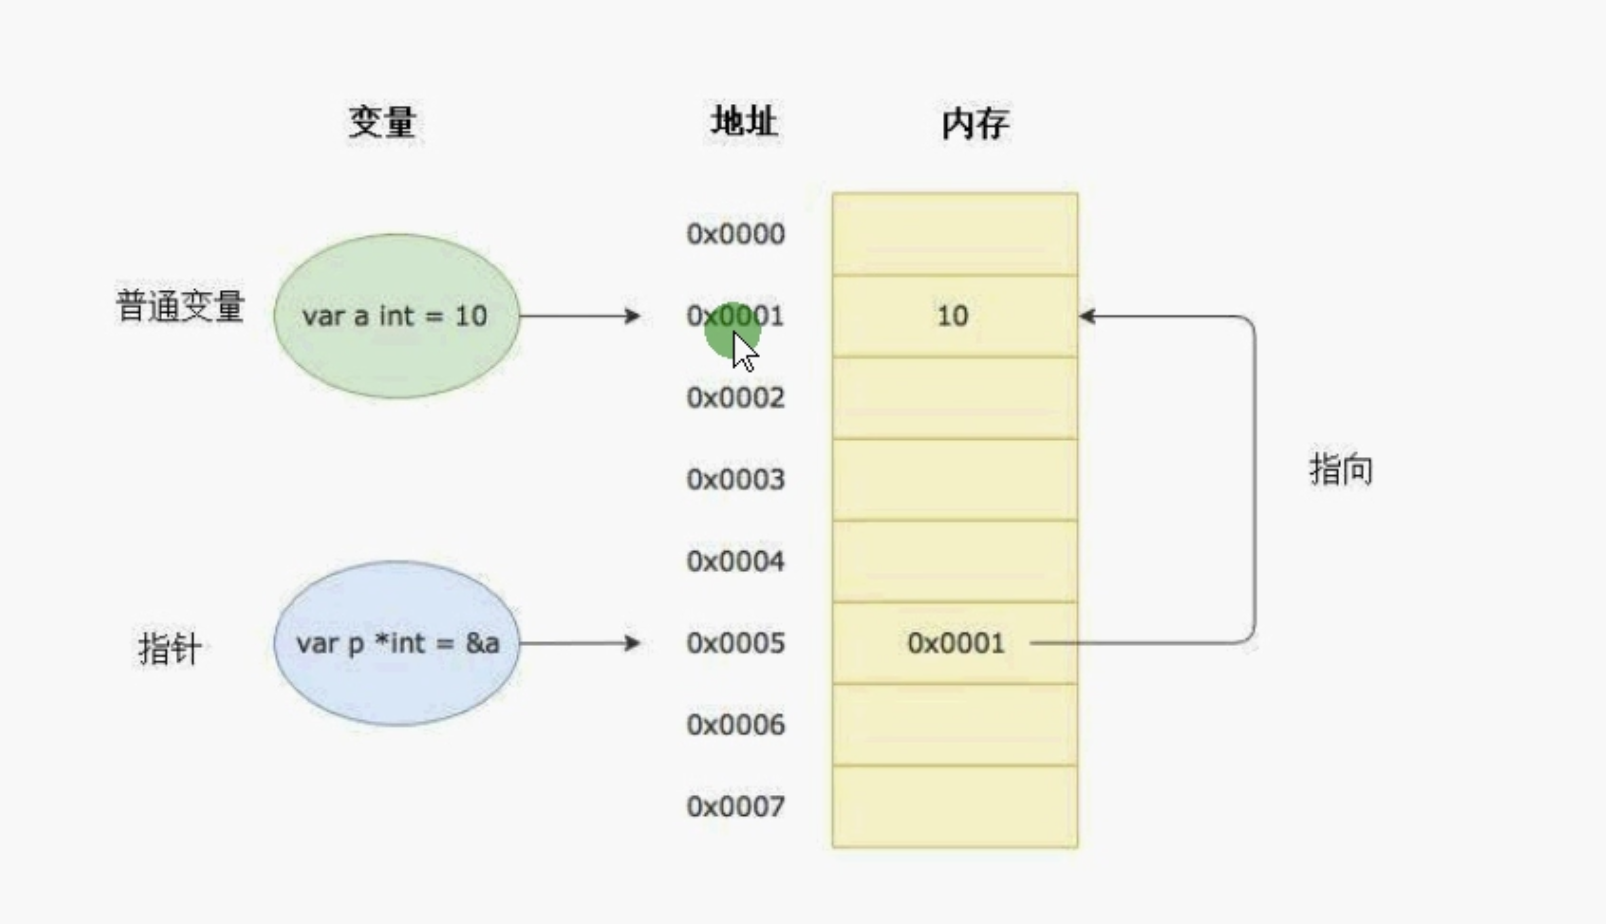 变量 地址 内存
0x0000
普通变量 var a int = 10 0x0001 10
0x0002
0x0003
指向
0x0004
指针 var p *int = &a 0x0005 0x0001
0x0006
0x0007